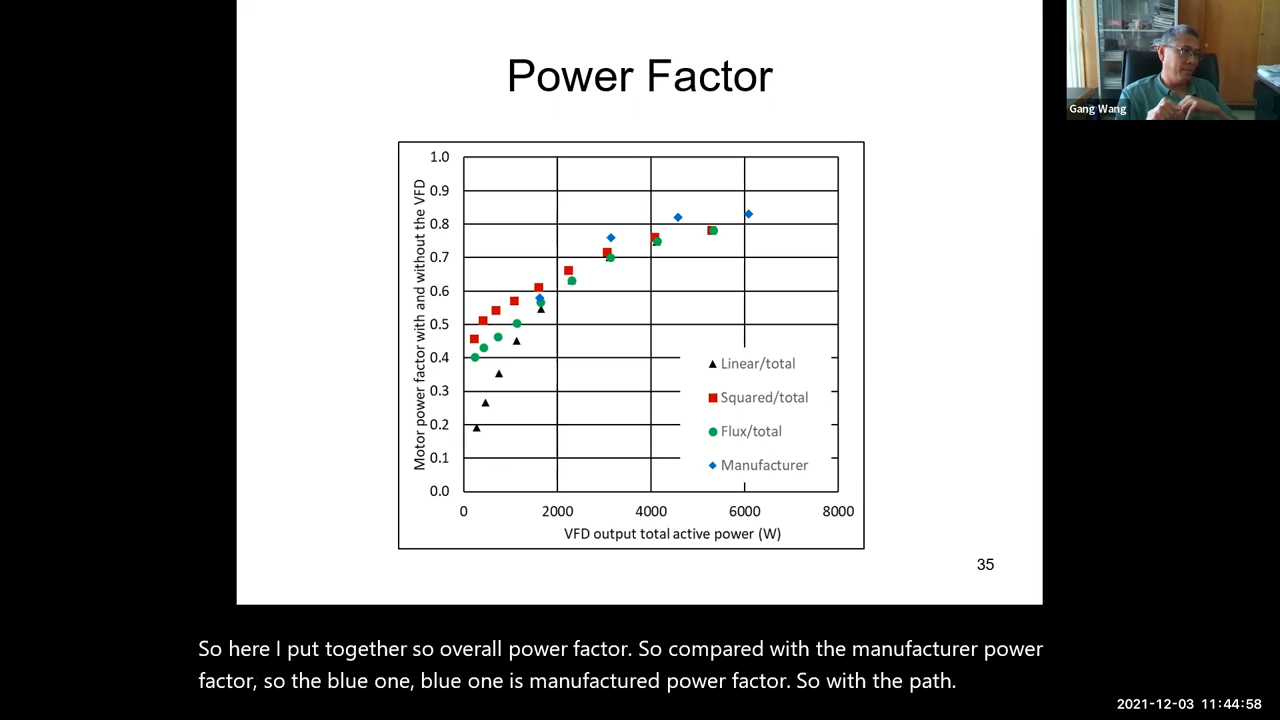 Power Factor
Gang Wang
Motor power factor with and without the VFD
1.0
0.9
0.8
0.7
0.6
0.5
0.4
0.3
0.2
0.1
0.0
Linear/total
Squared/total
Flux/total
Manufacturer
0 2000 4000 6000 8000
VFD output total active power (W)
35
So here I put together so overall power factor. So compared with the manufacturer power
factor, so the blue one, blue one is manufactured power factor. So with the path.
2021-12-03 11:44:58